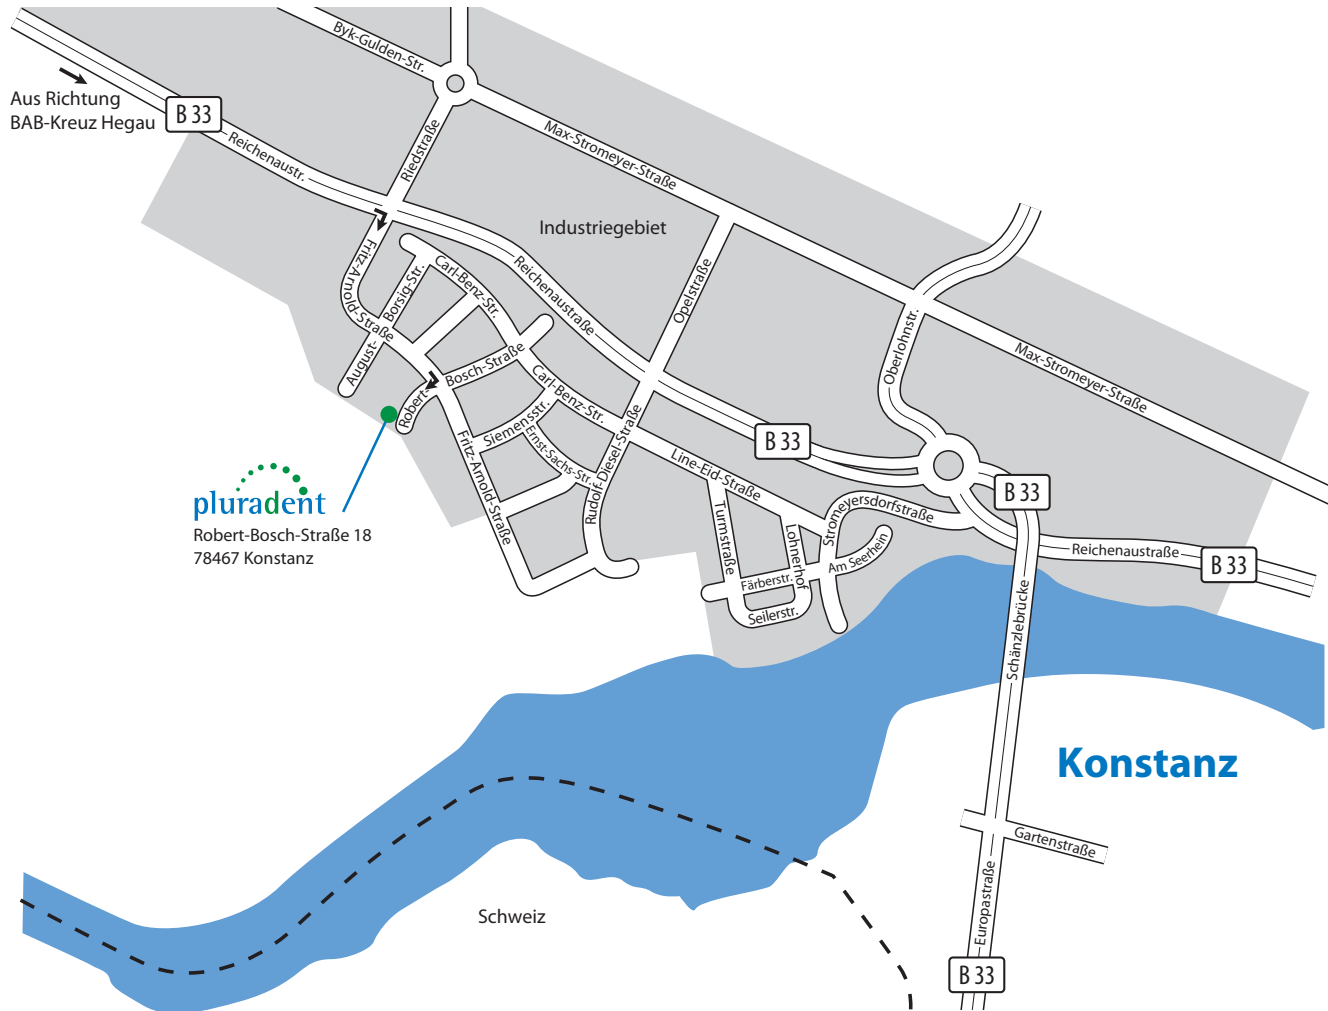 Byk-Gulden-Str.
Aus Richtung
BAB-Kreuz Hegau
B 33
Reichenaustr.
Riedstraße
Max-Stromeyer-Straße
Industriegebiet
Fritz-Arnold-Straße
August-Borsig-Str.
Carl-Benz-Str.
Reichenaustraße
Opelstraße
Oberlohnstr.
Max-Stromeyer-Straße
Robert-Bosch-Straße
Carl-Benz-Str.
Siemensstr.
Ernst-Sachs-Str.
Fritz-Arnold-Straße
Rudolf-Diesel-Straße
B 33
Line-Eid-Straße
B 33
Stromeyersdorfstraße
Turmstraße
Lohnerhof
Am Seerhein
Färberstr.
Seilerstr.
Reichenaustraße
B 33
pluradent
Robert-Bosch-Straße 18
78467 Konstanz
Schänzlebrücke
Konstanz
Gartenstraße
Europastraße
Schweiz
B 33